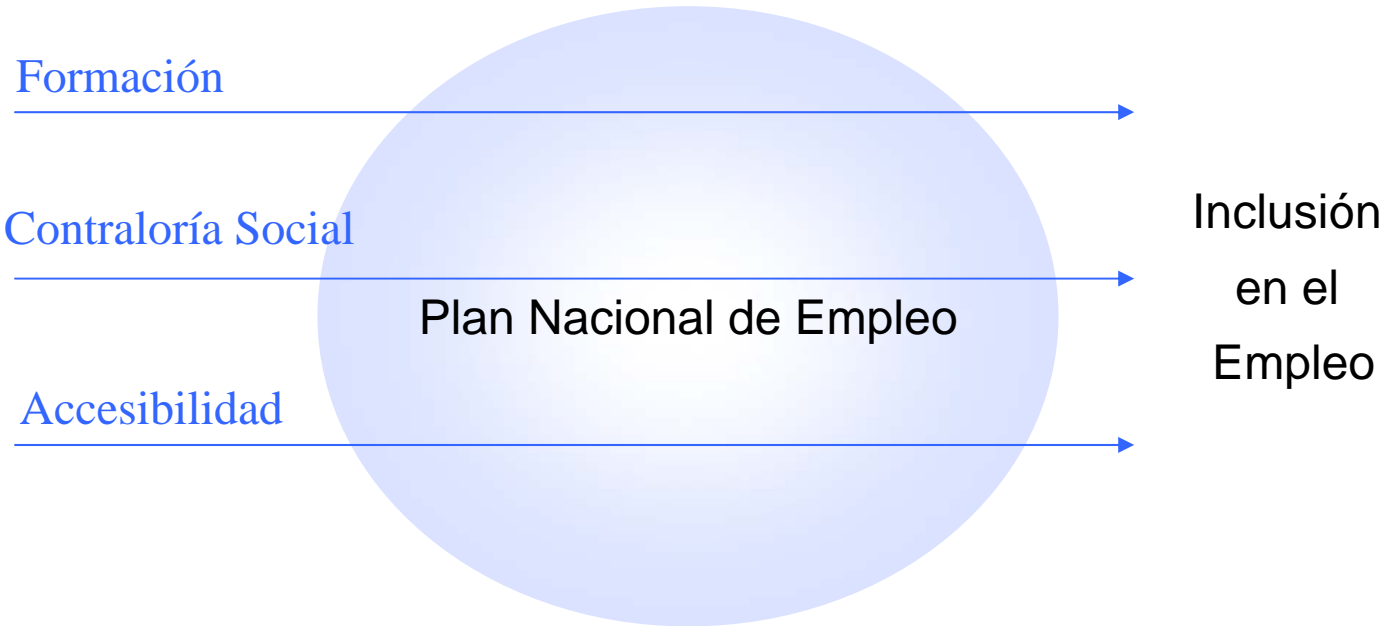 Formación
Contraloría Social
Plan Nacional de Empleo
Accesibilidad
Inclusión
en el
Empleo